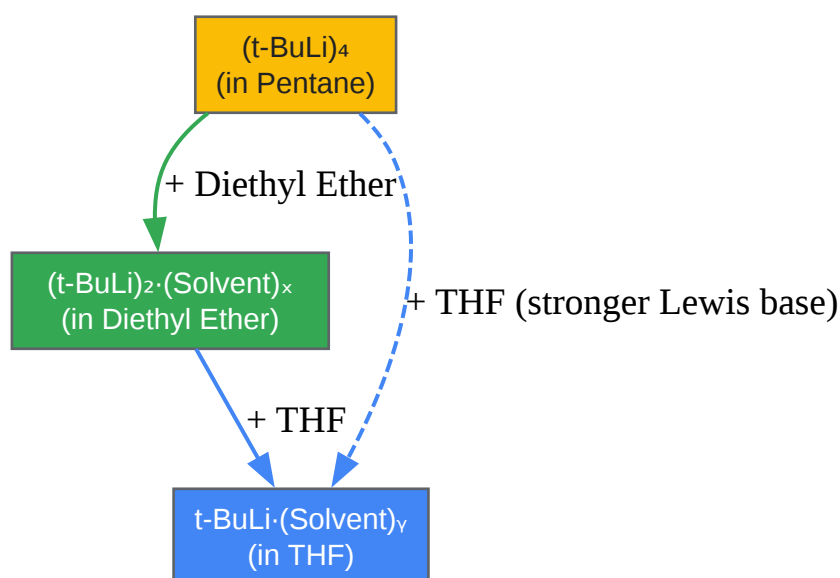 (t-BuLi)₄
(in Pentane)
+ Diethyl Ether
(t-BuLi)₂·(Solvent)ₓ
(in Diethyl Ether)
+ THF (stronger Lewis base)
+ THF
t-BuLi·(Solvent)ᵧ
(in THF)